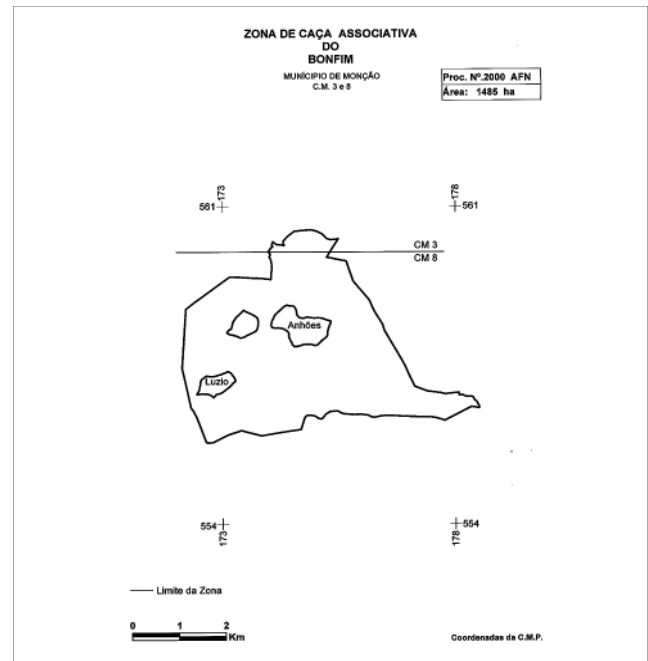 ZONA DE CAÇA ASSOCIATIVA
DO
BONFIM
MUNICIPIO DE MONÇÃO
C.M. 3 e 8
Proc. Nº.2000 AFN
Área: 1485 ha
173
561
178
561
CM 3
CM 8
Anhões
Luzio
554
173
554
178
Limite da Zona
0 1 2
Km
Coordenadas da C.M.P.